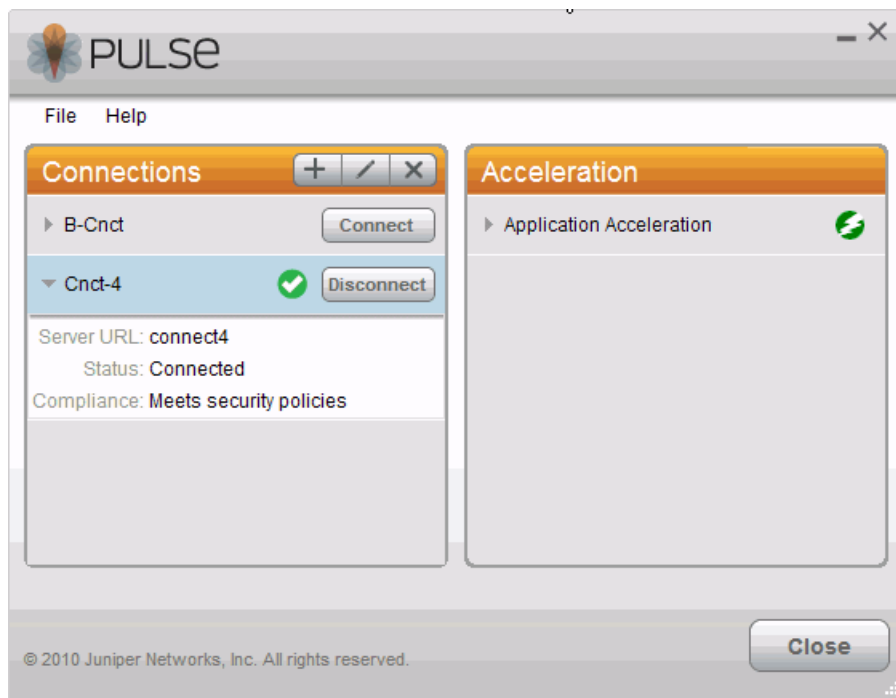 PULSE
File Help
Connections
B-Cnct Connect
Cnct-4 Disconnect
Server URL: connect4
Status: Connected
Compliance: Meets security policies
Acceleration
Application Acceleration
© 2010 Juniper Networks, Inc. All rights reserved.
Close